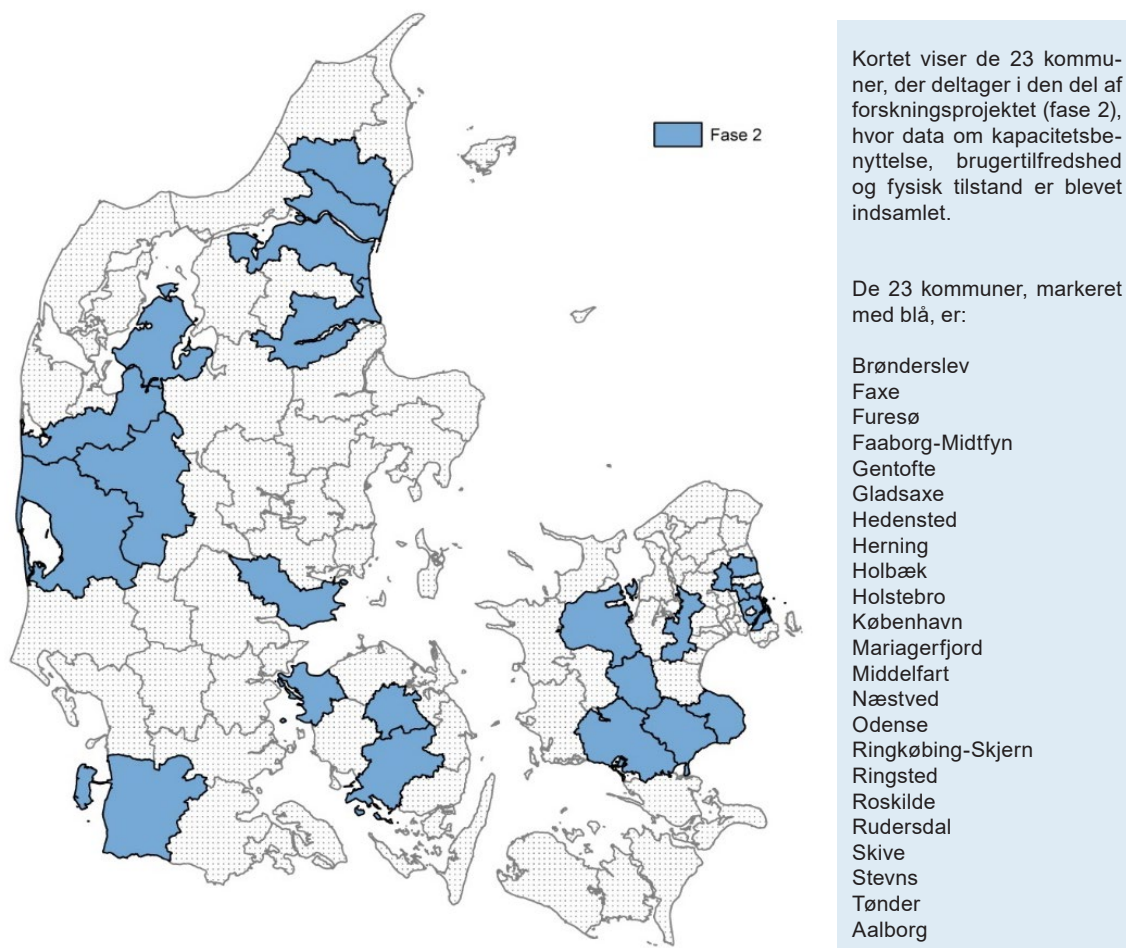 Fase 2
Kortet viser de 23 kommu-
ner, der deltager i den del af
forskningsprojektet (fase 2),
hvor data om kapacitetsbe-
nyttelse, brugertilfredshed
og fysisk tilstand er blevet
indsamlet.
De 23 kommuner, markeret
med blå, er:
Brønderslev
Faxe
Furesø
Faaborg-Midtfyn
Gentofte
Gladsaxe
Hedensted
Herning
Holbæk
Holstebro
København
Mariagerfjord
Middelfart
Næstved
Odense
Ringkøbing-Skjern
Ringsted
Roskilde
Rudersdal
Skive
Stevns
Tønder
Aalborg